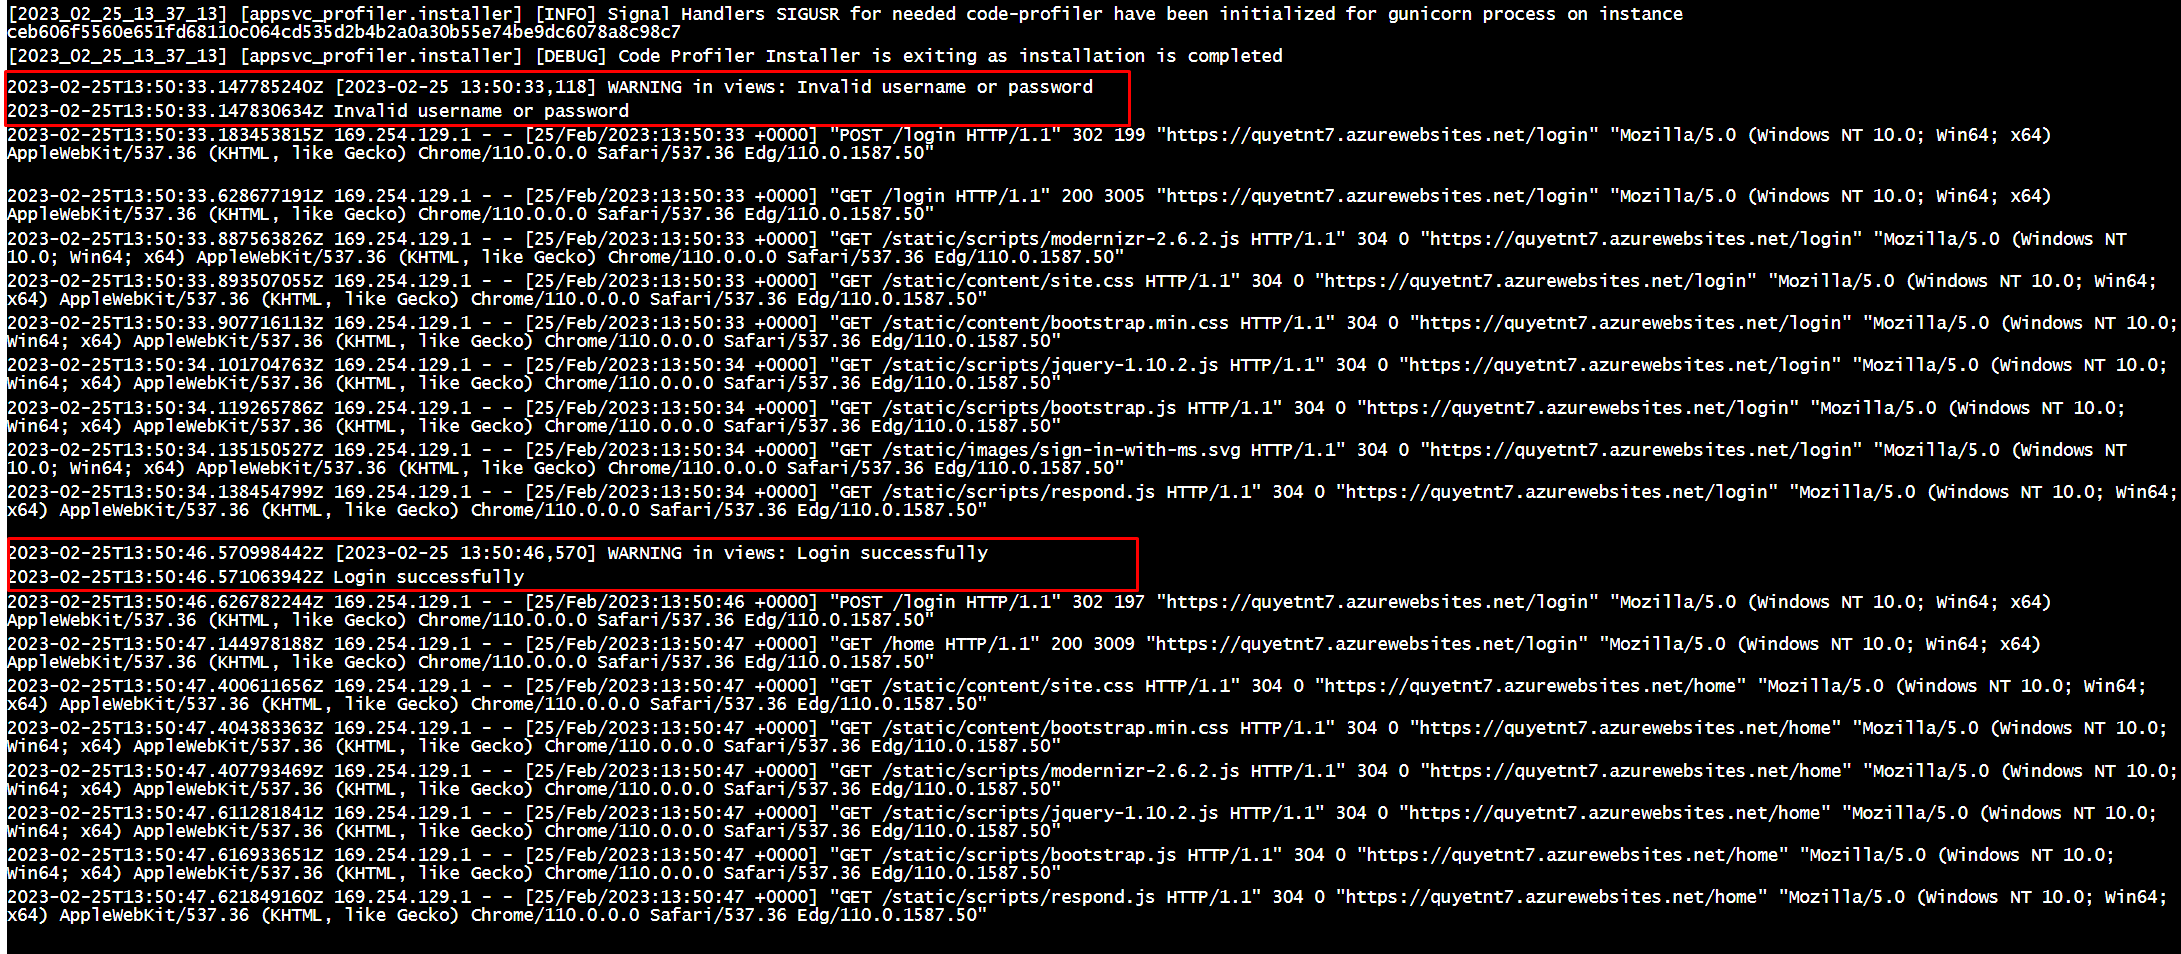 [2023_02_25_13_37_13] [appsvc_profiler.installer] [INFO] Signal Handlers SIGUSR for needed code-profiler have been initialized for gunicorn process on instance
ceb606f5560e651fd68110c064cd535d2b4b2a0a30b55e74be9dc6078a8c98c7
[2023_02_25_13_37_13] [appsvc_profiler.installer] [DEBUG] Code Profiler Installer is exiting as installation is completed
2023-02-25T13:50:33.147785240Z [2023-02-25 13:50:33,118] WARNING in views: Invalid username or password
2023-02-25T13:50:33.147830634Z Invalid username or password
2023-02-25T13:50:33.183453815Z 169.254.129.1 - - [25/Feb/2023:13:50:33 +0000] "POST /login HTTP/1.1" 302 199 "https://quyetnt7.azurewebsites.net/login" "Mozilla/5.0 (Windows NT 10.0; Win64; x64)
AppleWebKit/537.36 (KHTML, like Gecko) Chrome/110.0.0.0 Safari/537.36 Edg/110.0.1587.50"
2023-02-25T13:50:33.628677191Z 169.254.129.1 - - [25/Feb/2023:13:50:33 +0000] "GET /login HTTP/1.1" 200 3005 "https://quyetnt7.azurewebsites.net/login" "Mozilla/5.0 (Windows NT 10.0; Win64; x64)
AppleWebKit/537.36 (KHTML, like Gecko) Chrome/110.0.0.0 Safari/537.36 Edg/110.0.1587.50"
2023-02-25T13:50:33.887563826Z 169.254.129.1 - - [25/Feb/2023:13:50:33 +0000] "GET /static/scripts/modernizr-2.6.2.js HTTP/1.1" 304 0 "https://quyetnt7.azurewebsites.net/login" "Mozilla/5.0 (Windows NT
10.0; Win64; x64) AppleWebKit/537.36 (KHTML, like Gecko) Chrome/110.0.0.0 Safari/537.36 Edg/110.0.1587.50"
2023-02-25T13:50:33.893507055Z 169.254.129.1 - - [25/Feb/2023:13:50:33 +0000] "GET /static/content/site.css HTTP/1.1" 304 0 "https://quyetnt7.azurewebsites.net/login" "Mozilla/5.0 (Windows NT 10.0; Win64;
x64) AppleWebKit/537.36 (KHTML, like Gecko) Chrome/110.0.0.0 Safari/537.36 Edg/110.0.1587.50"
2023-02-25T13:50:33.907716113Z 169.254.129.1 - - [25/Feb/2023:13:50:33 +0000] "GET /static/content/bootstrap.min.css HTTP/1.1" 304 0 "https://quyetnt7.azurewebsites.net/login" "Mozilla/5.0 (Windows NT 10.0;
Win64; x64) AppleWebKit/537.36 (KHTML, like Gecko) Chrome/110.0.0.0 Safari/537.36 Edg/110.0.1587.50"
2023-02-25T13:50:34.101704763Z 169.254.129.1 - - [25/Feb/2023:13:50:34 +0000] "GET /static/scripts/jquery-1.10.2.js HTTP/1.1" 304 0 "https://quyetnt7.azurewebsites.net/login" "Mozilla/5.0 (Windows NT 10.0;
Win64; x64) AppleWebKit/537.36 (KHTML, like Gecko) Chrome/110.0.0.0 Safari/537.36 Edg/110.0.1587.50"
2023-02-25T13:50:34.119265786Z 169.254.129.1 - - [25/Feb/2023:13:50:34 +0000] "GET /static/scripts/bootstrap.js HTTP/1.1" 304 0 "https://quyetnt7.azurewebsites.net/login" "Mozilla/5.0 (Windows NT 10.0;
Win64; x64) AppleWebKit/537.36 (KHTML, like Gecko) Chrome/110.0.0.0 Safari/537.36 Edg/110.0.1587.50"
2023-02-25T13:50:34.135150527Z 169.254.129.1 - - [25/Feb/2023:13:50:34 +0000] "GET /static/images/sign-in-with-ms.svg HTTP/1.1" 304 0 "https://quyetnt7.azurewebsites.net/login" "Mozilla/5.0 (Windows NT
10.0; Win64; x64) AppleWebKit/537.36 (KHTML, like Gecko) Chrome/110.0.0.0 Safari/537.36 Edg/110.0.1587.50"
2023-02-25T13:50:34.138454799Z 169.254.129.1 - - [25/Feb/2023:13:50:34 +0000] "GET /static/scripts/respond.js HTTP/1.1" 304 0 "https://quyetnt7.azurewebsites.net/login" "Mozilla/5.0 (Windows NT 10.0; Win64;
x64) AppleWebKit/537.36 (KHTML, like Gecko) Chrome/110.0.0.0 Safari/537.36 Edg/110.0.1587.50"
2023-02-25T13:50:46.570998442Z [2023-02-25 13:50:46,570] WARNING in views: Login successfully
2023-02-25T13:50:46.571063942Z Login successfully
2023-02-25T13:50:46.626782244Z 169.254.129.1 - - [25/Feb/2023:13:50:46 +0000] "POST /login HTTP/1.1" 302 197 "https://quyetnt7.azurewebsites.net/login" "Mozilla/5.0 (Windows NT 10.0; Win64; x64)
AppleWebKit/537.36 (KHTML, like Gecko) Chrome/110.0.0.0 Safari/537.36 Edg/110.0.1587.50"
2023-02-25T13:50:47.144978188Z 169.254.129.1 - - [25/Feb/2023:13:50:47 +0000] "GET /home HTTP/1.1" 200 3009 "https://quyetnt7.azurewebsites.net/login" "Mozilla/5.0 (Windows NT 10.0; Win64; x64)
AppleWebKit/537.36 (KHTML, like Gecko) Chrome/110.0.0.0 Safari/537.36 Edg/110.0.1587.50"
2023-02-25T13:50:47.400611656Z 169.254.129.1 - - [25/Feb/2023:13:50:47 +0000] "GET /static/content/site.css HTTP/1.1" 304 0 "https://quyetnt7.azurewebsites.net/home" "Mozilla/5.0 (Windows NT 10.0; Win64;
x64) AppleWebKit/537.36 (KHTML, like Gecko) Chrome/110.0.0.0 Safari/537.36 Edg/110.0.1587.50"
2023-02-25T13:50:47.404383363Z 169.254.129.1 - - [25/Feb/2023:13:50:47 +0000] "GET /static/content/bootstrap.min.css HTTP/1.1" 304 0 "https://quyetnt7.azurewebsites.net/home" "Mozilla/5.0 (Windows NT 10.0;
Win64; x64) AppleWebKit/537.36 (KHTML, like Gecko) Chrome/110.0.0.0 Safari/537.36 Edg/110.0.1587.50"
2023-02-25T13:50:47.407793469Z 169.254.129.1 - - [25/Feb/2023:13:50:47 +0000] "GET /static/scripts/modernizr-2.6.2.js HTTP/1.1" 304 0 "https://quyetnt7.azurewebsites.net/home" "Mozilla/5.0 (Windows NT 10.0;
Win64; x64) AppleWebKit/537.36 (KHTML, like Gecko) Chrome/110.0.0.0 Safari/537.36 Edg/110.0.1587.50"
2023-02-25T13:50:47.611281841Z 169.254.129.1 - - [25/Feb/2023:13:50:47 +0000] "GET /static/scripts/jquery-1.10.2.js HTTP/1.1" 304 0 "https://quyetnt7.azurewebsites.net/home" "Mozilla/5.0 (Windows NT 10.0;
Win64; x64) AppleWebKit/537.36 (KHTML, like Gecko) Chrome/110.0.0.0 Safari/537.36 Edg/110.0.1587.50"
2023-02-25T13:50:47.616933651Z 169.254.129.1 - - [25/Feb/2023:13:50:47 +0000] "GET /static/scripts/bootstrap.js HTTP/1.1" 304 0 "https://quyetnt7.azurewebsites.net/home" "Mozilla/5.0 (Windows NT 10.0;
Win64; x64) AppleWebKit/537.36 (KHTML, like Gecko) Chrome/110.0.0.0 Safari/537.36 Edg/110.0.1587.50"
2023-02-25T13:50:47.621849160Z 169.254.129.1 - - [25/Feb/2023:13:50:47 +0000] "GET /static/scripts/respond.js HTTP/1.1" 304 0 "https://quyetnt7.azurewebsites.net/home" "Mozilla/5.0 (Windows NT 10.0; Win64;
x64) AppleWebKit/537.36 (KHTML, like Gecko) Chrome/110.0.0.0 Safari/537.36 Edg/110.0.1587.50"